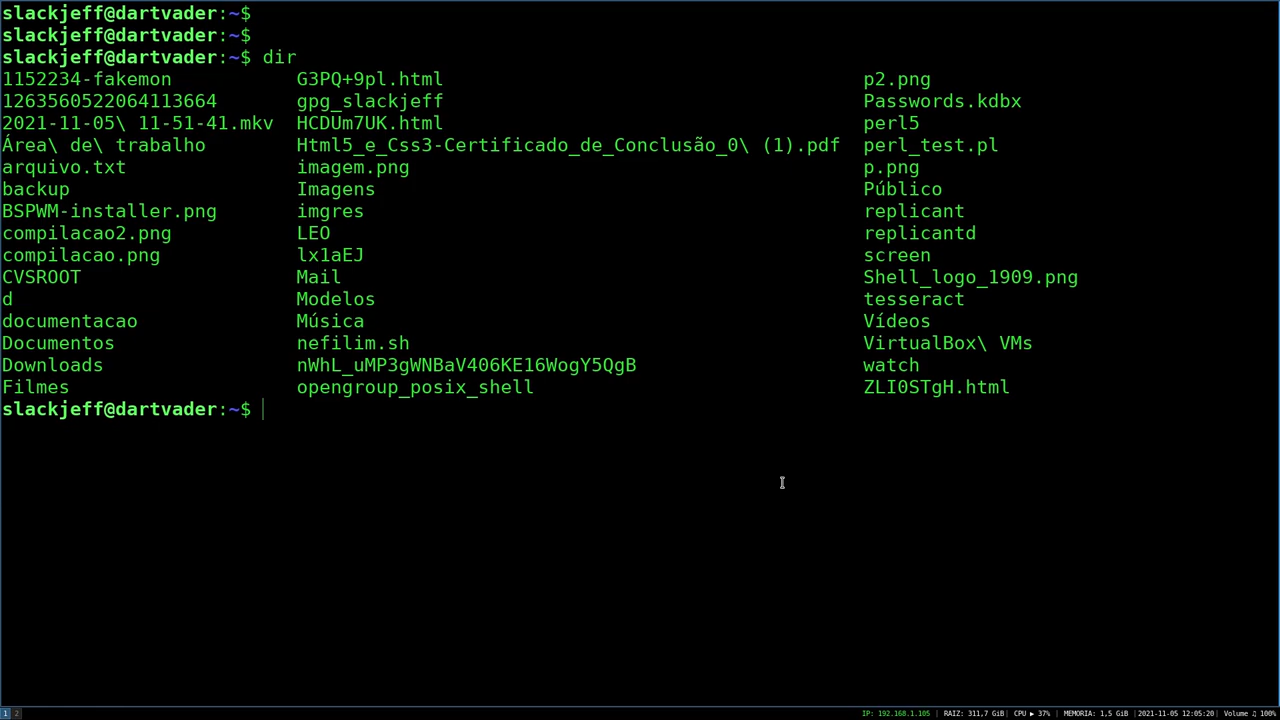 slackjeff@dartvader:~$
slackjeff@dartvader:~$
slackjeff@dartvader:~$ dir
1152234-fakemon G3PQ+9pl.html p2.png
1263560522064113664 gpg_slackjeff Passwords.kdbx
2021-11-05\ 11-51-41.mkv HCDUm7UK.html perl5
Área\ de\ trabalho Html5_e_Css3-Certificado_de_Conclusão_0\ (1).pdf perl_test.pl
arquivo.txt imagem.png p.png
backup Imagens Público
BSPWM-installer.png imgres replicant
compilacao2.png LEO replicantd
compilacao.png lx1aEJ screen
CVSROOT Mail Shell_logo_1909.png
d Modelos tesseract
documentacao Música Vídeos
Documentos nefilim.sh VirtualBox\ VMs
Downloads nWhL_uMP3gWNBaV406KE16WogY5QgB watch
Filmes opengroup_posix_shell ZLI0STgH.html
slackjeff@dartvader:~$
1 2 IP: 192.168.1.105 | RAIZ: 311,7 GiB | CPU ▶ 37% | MEMORIA: 1,5 GiB | 2021-11-05 12:05:20 | Volume ♫ 100%